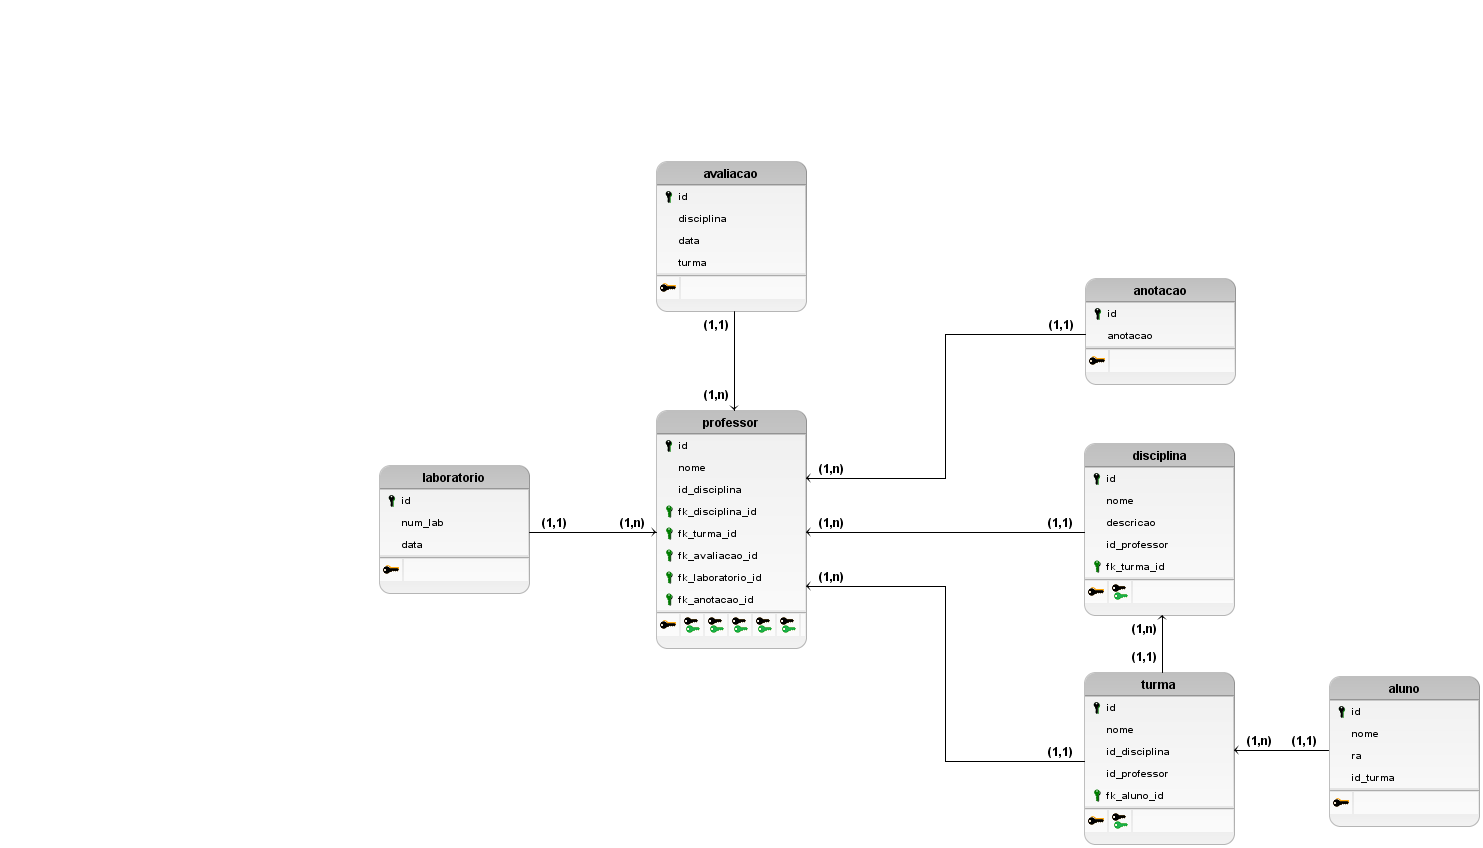 avaliacao
id
disciplina
data
turma
(1,1)
(1,n)
anotacao
id
anotacao
(1,1)
(1,n)
professor
id
nome
id_disciplina
fk_disciplina_id
fk_turma_id
fk_avaliacao_id
fk_laboratorio_id
fk_anotacao_id
laboratorio
id
num_lab
data
(1,1)
(1,n)
disciplina
id
nome
descricao
id_professor
fk_turma_id
(1,n)
(1,1)
(1,n)
(1,1)
(1,n)
(1,1)
turma
id
nome
id_disciplina
id_professor
fk_aluno_id
(1,n)
(1,1)
aluno
id
nome
ra
id_turma